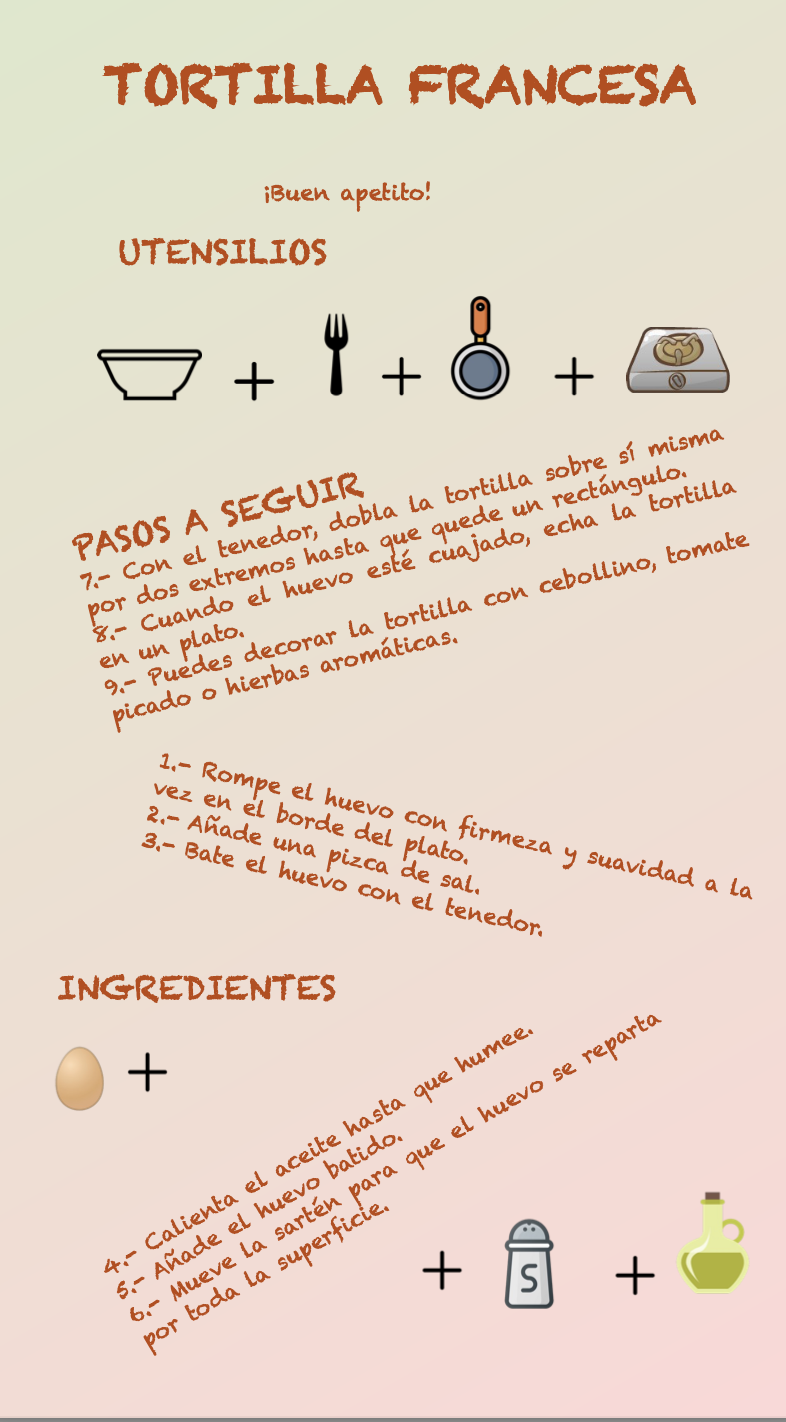 TORTILLA FRANCESA
¡Buen apetito!
UTENSILIOS
+ + +
PASOS A SEGUIR
7.- Con el tenedor, dobla la tortilla sobre sí misma
por dos extremos hasta que quede un rectángulo.
8.- Cuando el huevo esté cuajado, echa la tortilla
en un plato.
9.- Puedes decorar la tortilla con cebollino, tomate
picado o hierbas aromáticas.
1.- Rompe el huevo con firmeza y suavidad a la
vez en el borde del plato.
2.- Añade una pizca de sal.
3.- Bate el huevo con el tenedor.
INGREDIENTES
+
4.- Calienta el aceite hasta que humee.
5.- Añade el huevo batido.
6.- Mueve la sartén para que el huevo se reparta
por toda la superficie.
+ S +